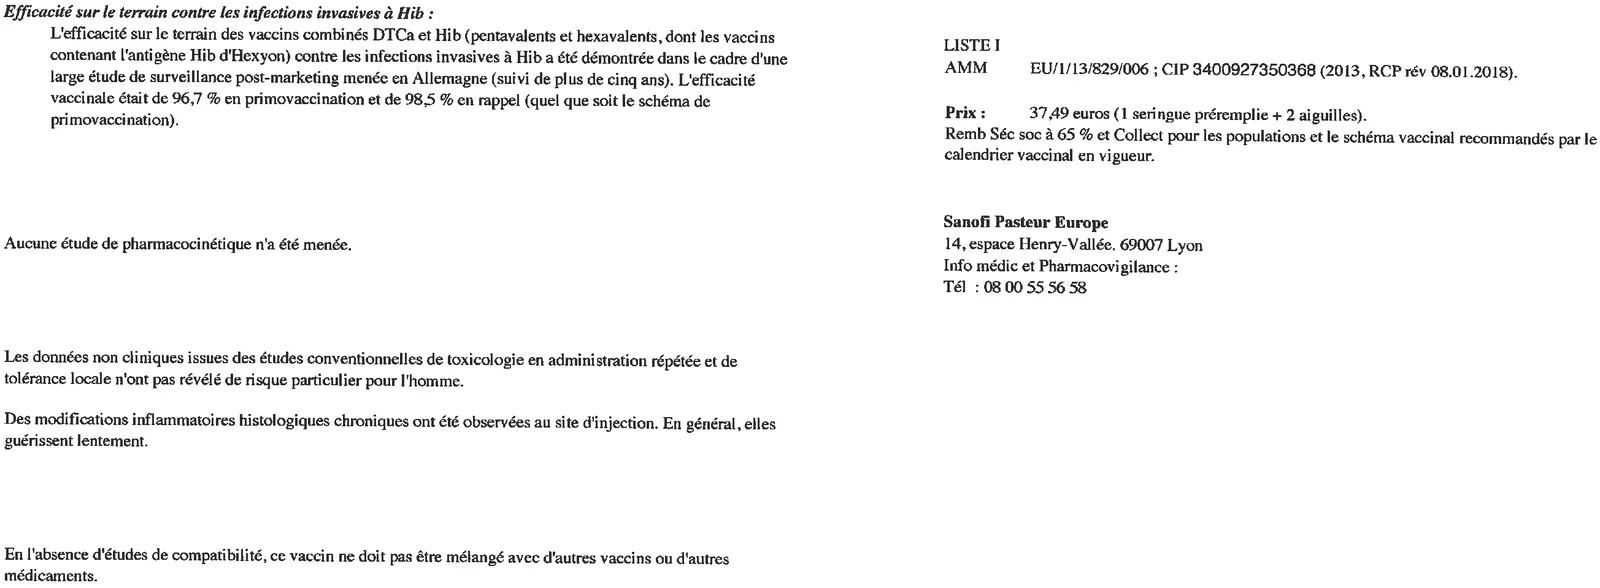 Efficacité sur le terrain contre les infections invasives à Hib :
L'efficacité sur le terrain des vaccins combinés DTCa et Hib (pentavalents et hexavalents, dont les vaccins
contenant l'antigène Hib d'Hexyon) contre les infections invasives à Hib a été démontrée dans le cadre d'une
large étude de surveillance post-marketing menée en Allemagne (suivi de plus de cinq ans). L'efficacité
vaccinale était de 96,7 % en primovaccination et de 98,5 % en rappel (quel que soit le schéma de
primovaccination).
Aucune étude de pharmacocinétique n'a été menée.
Les données non cliniques issues des études conventionnelles de toxicologie en administration répétée et de
tolérance locale n'ont pas révélé de risque particulier pour l'homme.
Des modifications inflammatoires histologiques chroniques ont été observées au site d'injection. En général, elles
guérissent lentement.
En l'absence d'études de compatibilité, ce vaccin ne doit pas être mélangé avec d'autres vaccins ou d'autres
médicaments.
LISTE I
AMM EU/1/13/829/006 ; CIP 3400927350368 (2013, RCP rév 08.01.2018).
Prix : 37,49 euros (1 seringue préremplie + 2 aiguilles).
Remb Séc soc à 65 % et Collect pour les populations et le schéma vaccinal recommandés par le
calendrier vaccinal en vigueur.
Sanofi Pasteur Europe
14, espace Henry-Vallée. 69007 Lyon
Info médic et Pharmacovigilance :
Tél : 08 00 55 56 58